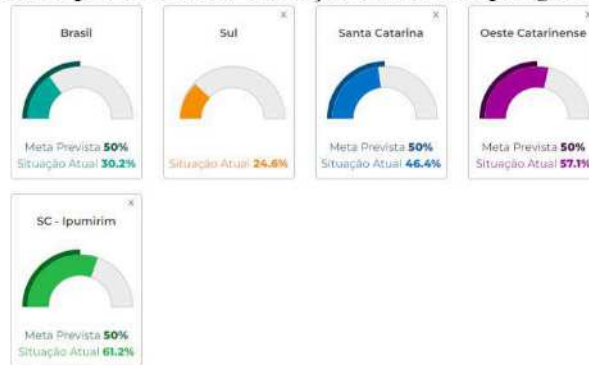 Brasil
Meta Prevista 50%
Situação Atual 30.2%
x
Sul
Situação Atual 24.6%
x
Santa Catarina
Meta Prevista 50%
Situação Atual 46.4%
x
Oeste Catarinense
Meta Prevista 50%
Situação Atual 57.1%
x
SC - Ipumirim
Meta Prevista 50%
Situação Atual 61.2%